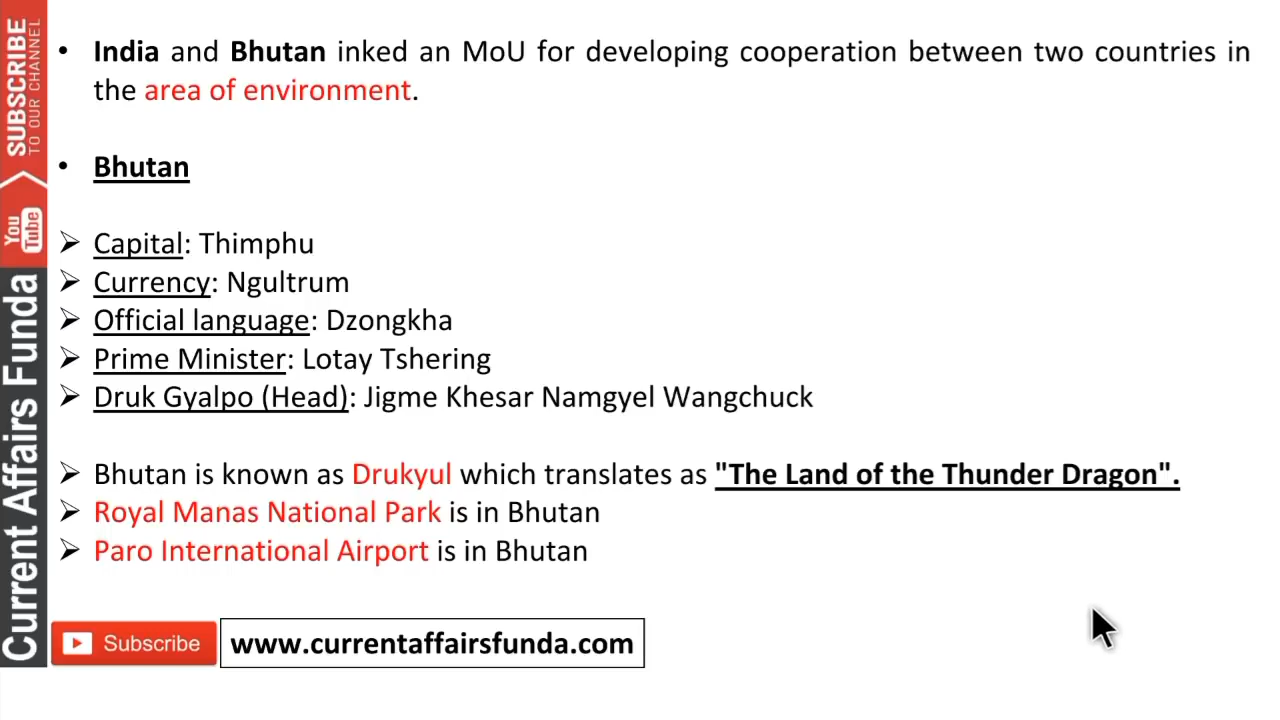 • India and Bhutan inked an MoU for developing cooperation between two countries in
the area of environment.
• Bhutan
➢ Capital: Thimphu
➢ Currency: Ngultrum
➢ Official language: Dzongkha
➢ Prime Minister: Lotay Tshering
➢ Druk Gyalpo (Head): Jigme Khesar Namgyel Wangchuck
➢ Bhutan is known as Drukyul which translates as "The Land of the Thunder Dragon".
➢ Royal Manas National Park is in Bhutan
➢ Paro International Airport is in Bhutan
Subscribe
www.currentaffairsfunda.com
SUBSCRIBE
TO OUR CHANNEL
You
Tube
Current Affairs Funda